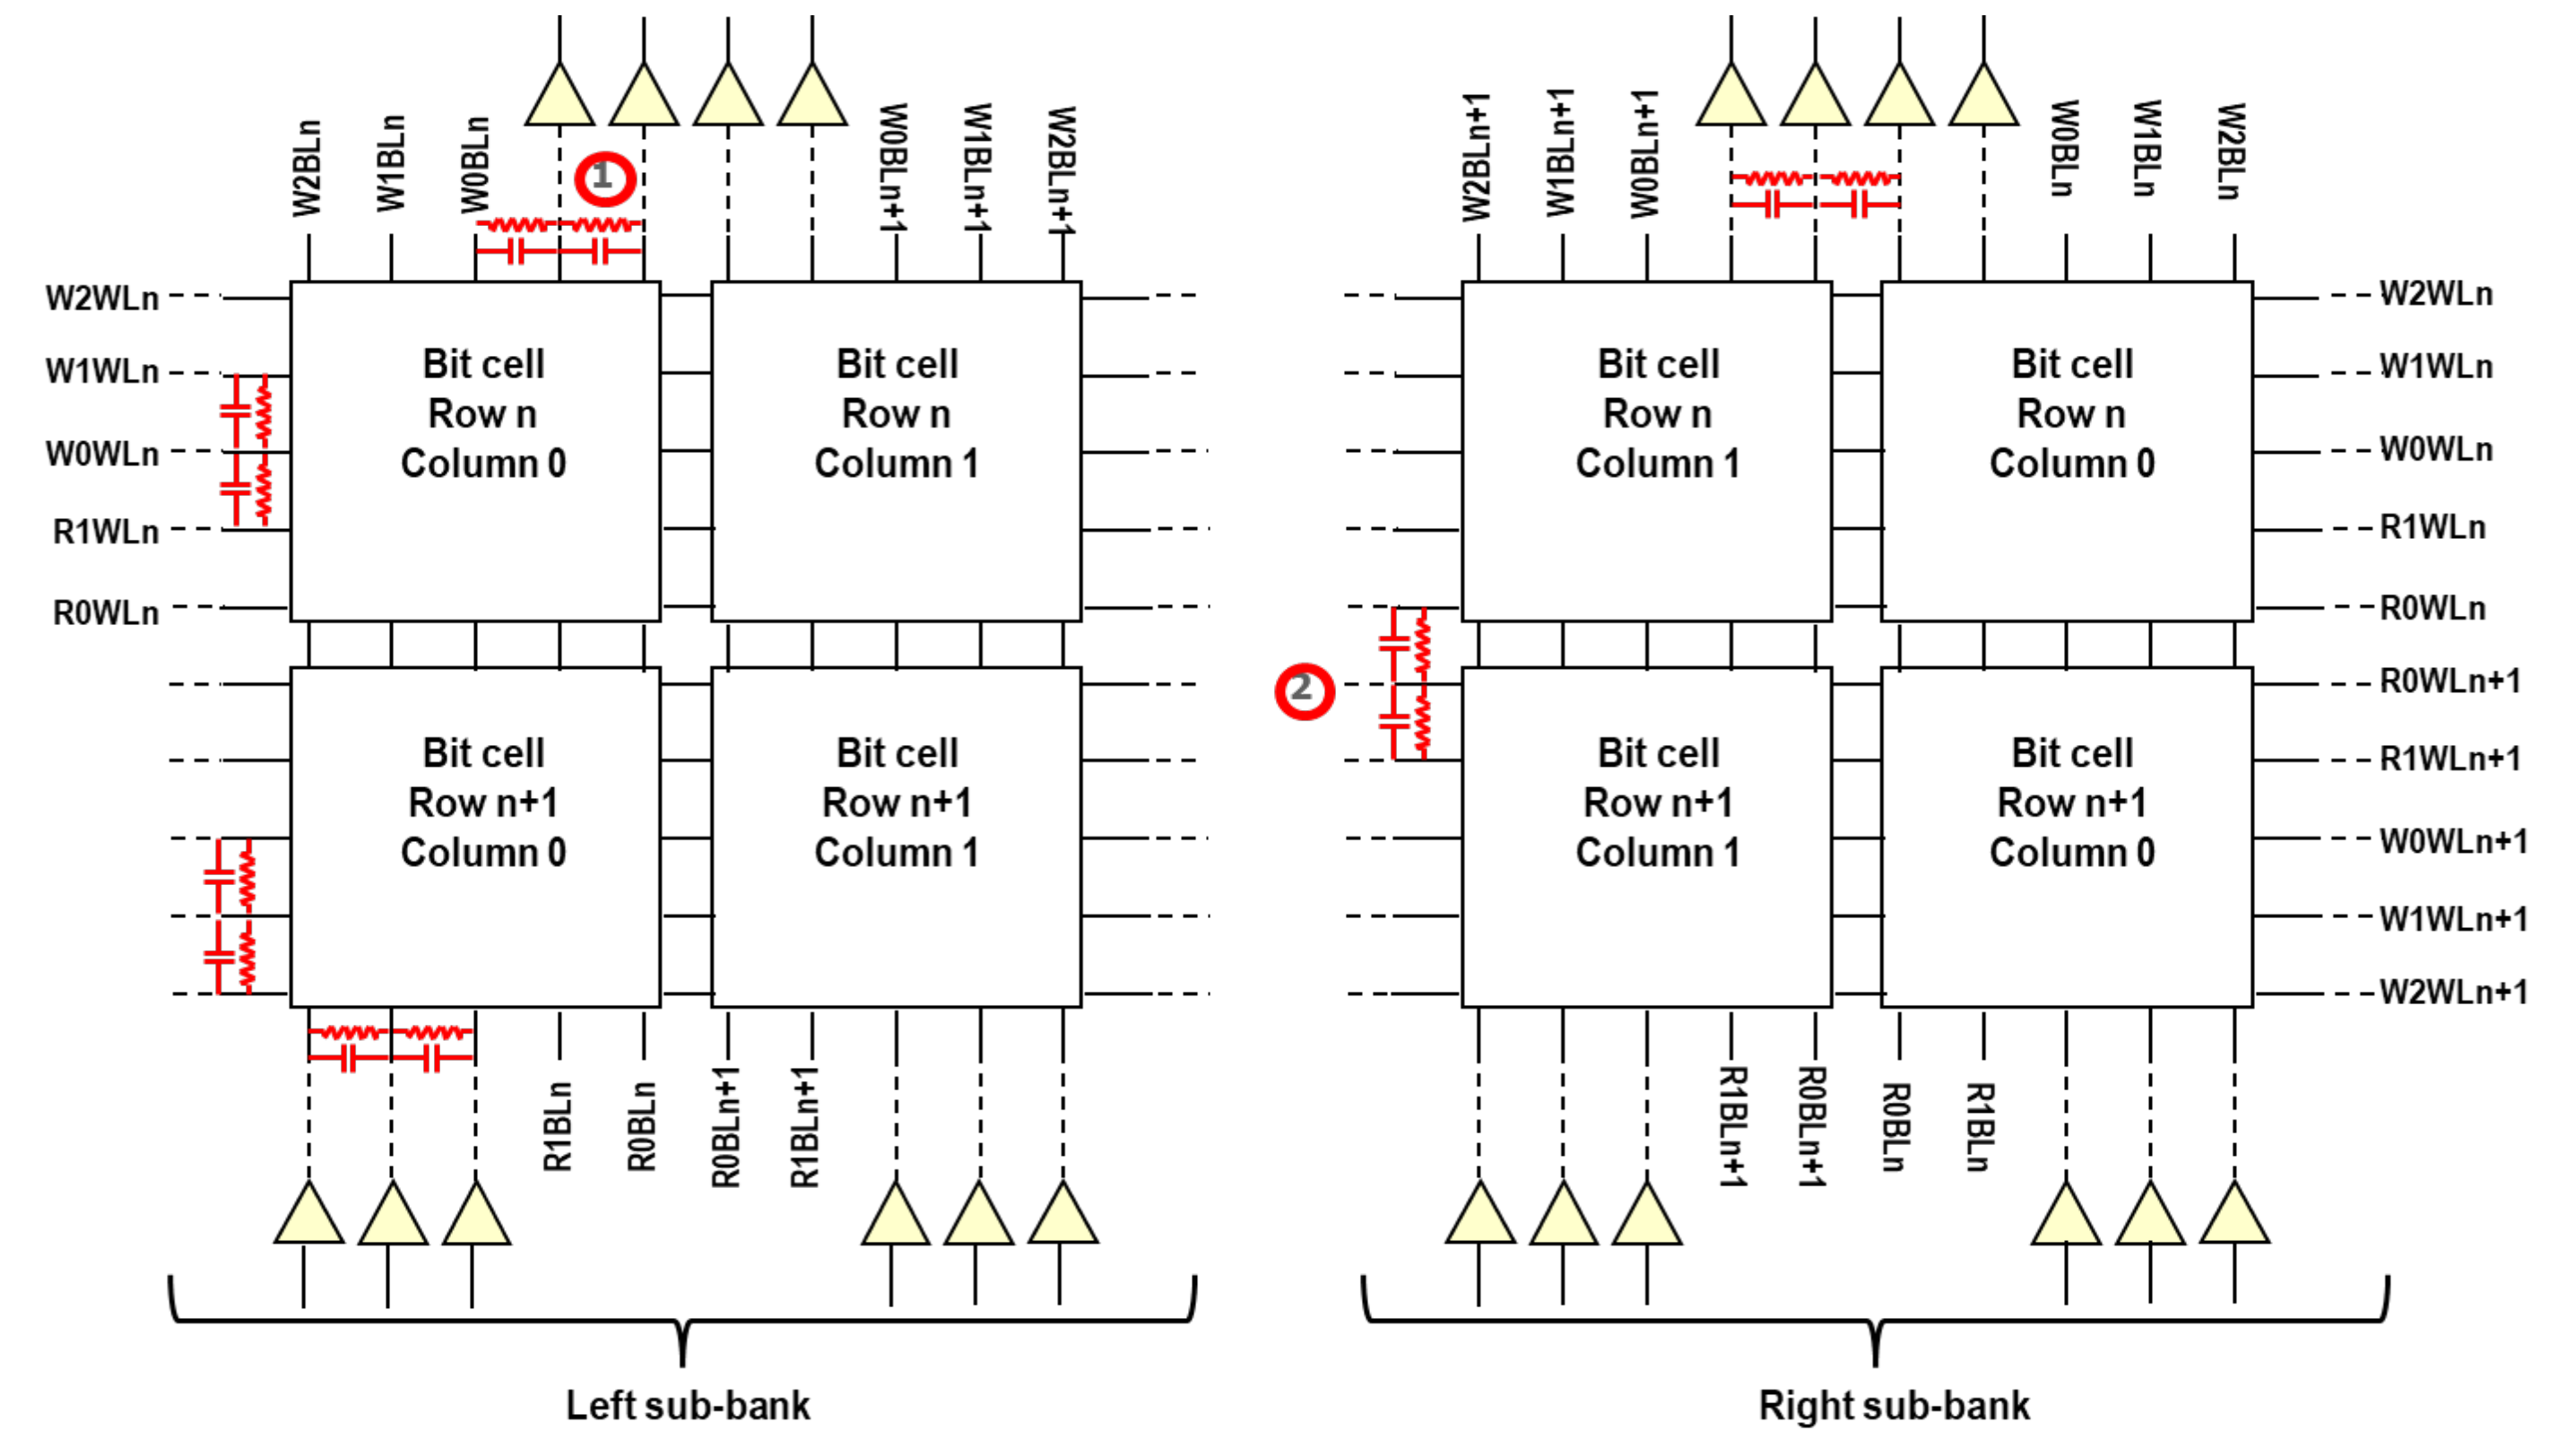 W2BLn
W1BLn
W0BLn
W0BLn+1
W1BLn+1
W2BLn+1
W2BLn+1
W1BLn+1
W0BLn+1
W0BLn
W1BLn
W2BLn
1
W2WLn
W1WLn
W0WLn
R1WLn
R0WLn
Bit cell
Row n
Column 0
Bit cell
Row n
Column 1
Bit cell
Row n
Column 1
Bit cell
Row n
Column 0
W2WLn
W1WLn
W0WLn
R1WLn
R0WLn
2
Bit cell
Row n+1
Column 0
Bit cell
Row n+1
Column 1
Bit cell
Row n+1
Column 1
Bit cell
Row n+1
Column 0
R0WLn+1
R1WLn+1
W0WLn+1
W1WLn+1
W2WLn+1
R1BLn
R0BLn
R0BLn+1
R1BLn+1
R1BLn+1
R0BLn+1
R0BLn
R1BLn
Left sub-bank
Right sub-bank